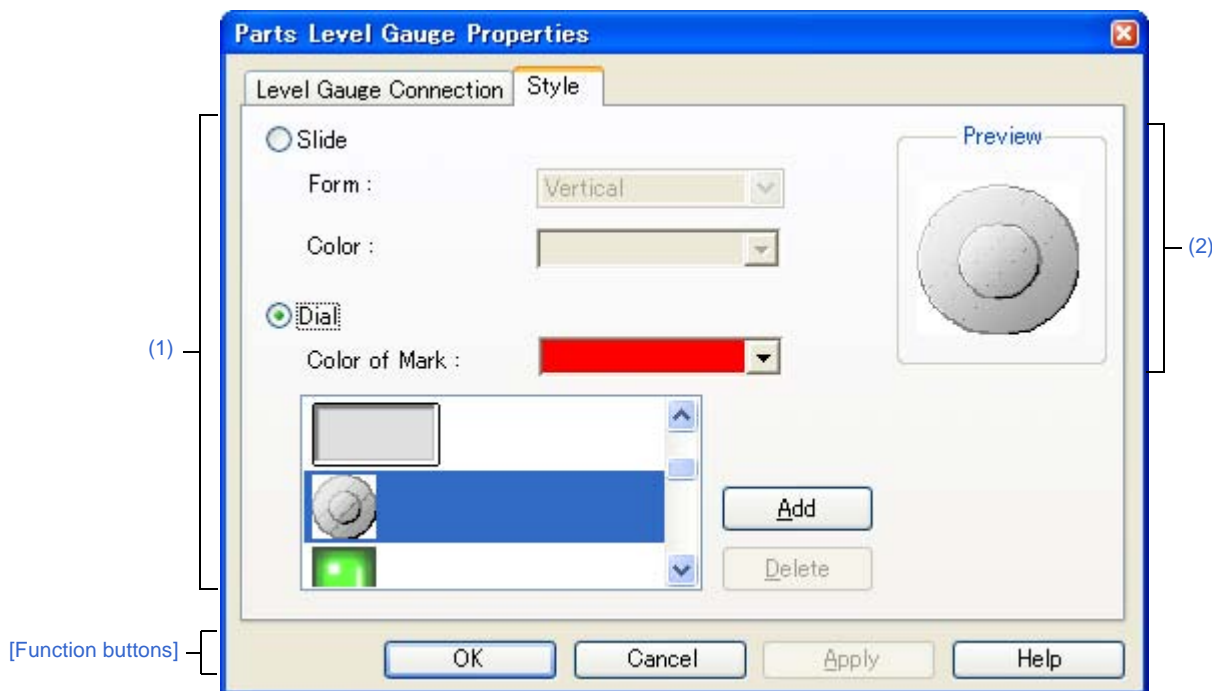 Parts Level Gauge Properties
Level Gauge Connection
Style
Slide
Preview
Form :
Vertical
Color :
(2)
Dial
(1)
Color of Mark :
Add
Delete
[Function buttons]
OK
Cancel
Apply
Help